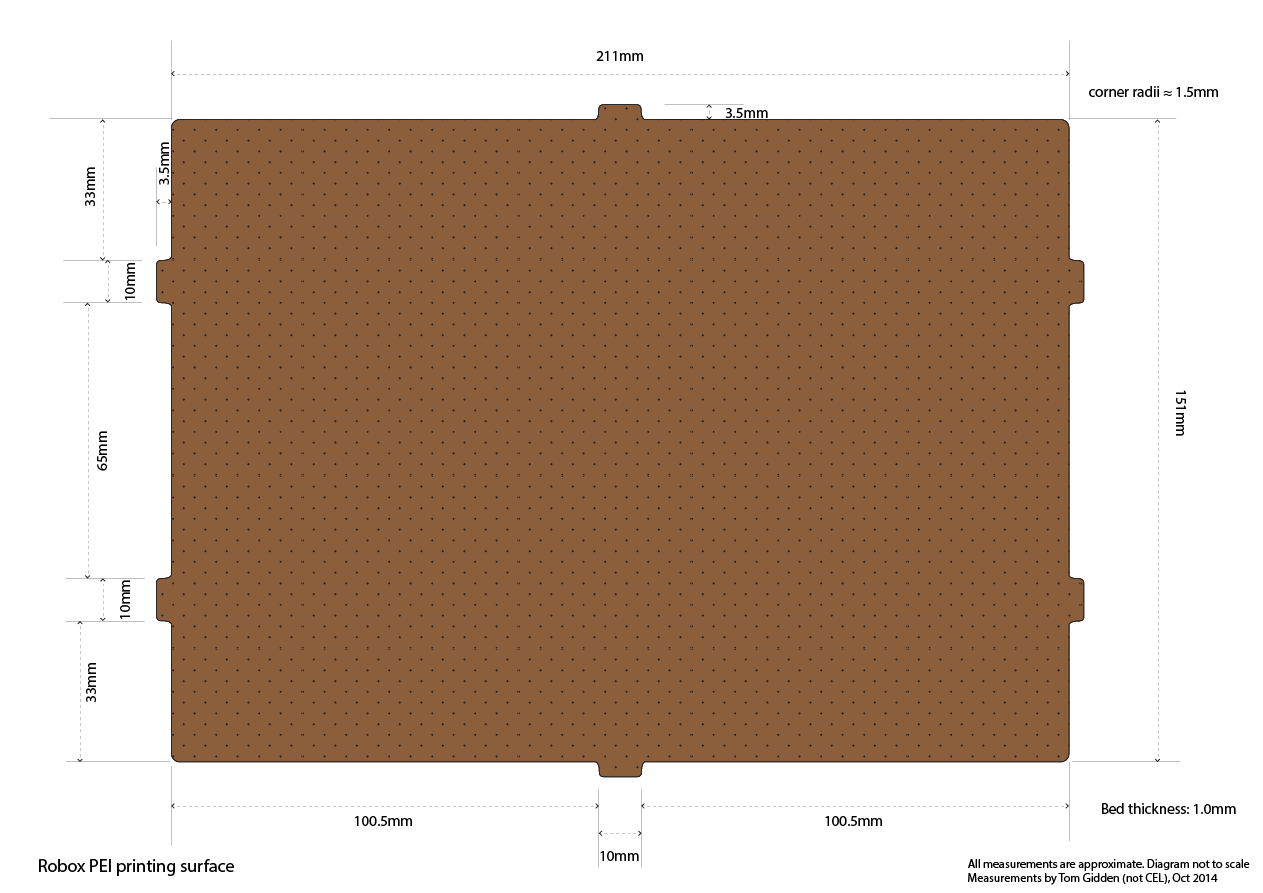 211mm
corner radii ≈ 1.5mm
3.5mm
3.5mm
33mm
10mm
151mm
65mm
10mm
33mm
100.5mm
100.5mm
10mm
Bed thickness: 1.0mm
Robox PEI printing surface
All measurements are approximate. Diagram not to scale
Measurements by Tom Gidden (not CEL), Oct 2014